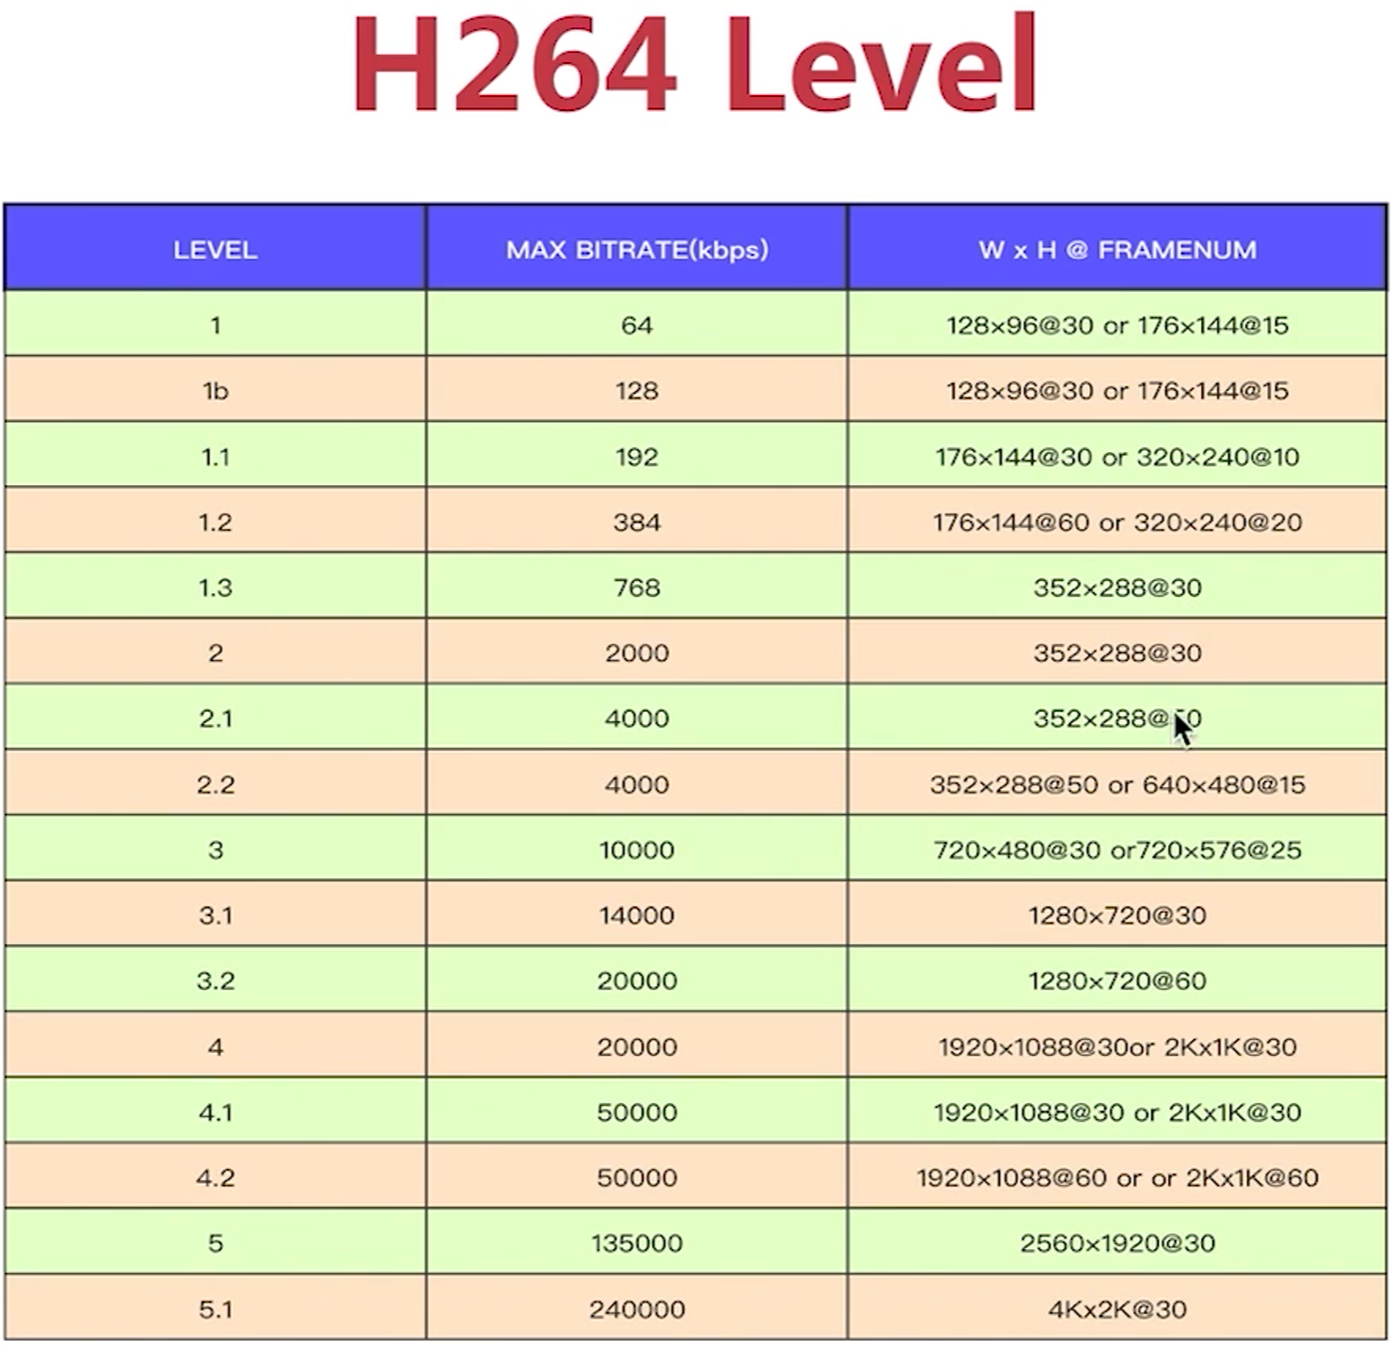 H264 Level
LEVEL MAX BITRATE(kbps) W x H @ FRAMENUM
1 64 128×96@30 or 176×144@15
1b 128 128×96@30 or 176×144@15
1.1 192 176×144@30 or 320×240@10
1.2 384 176×144@60 or 320×240@20
1.3 768 352×288@30
2 2000 352×288@30
2.1 4000
2.2 4000 352×288@50 or 640×480@15
3 10000 720×480@30 or720×576@25
3.1 14000 1280×720@30
3.2 20000 1280×720@60
4 20000 1920×1088@30or 2Kx1K@30
4.1 50000 1920×1088@30 or 2Kx1K@30
4.2 50000 1920×1088@60 or or 2Kx1K@60
5 135000 2560×1920@30
5.1 240000 4Kx2K@30